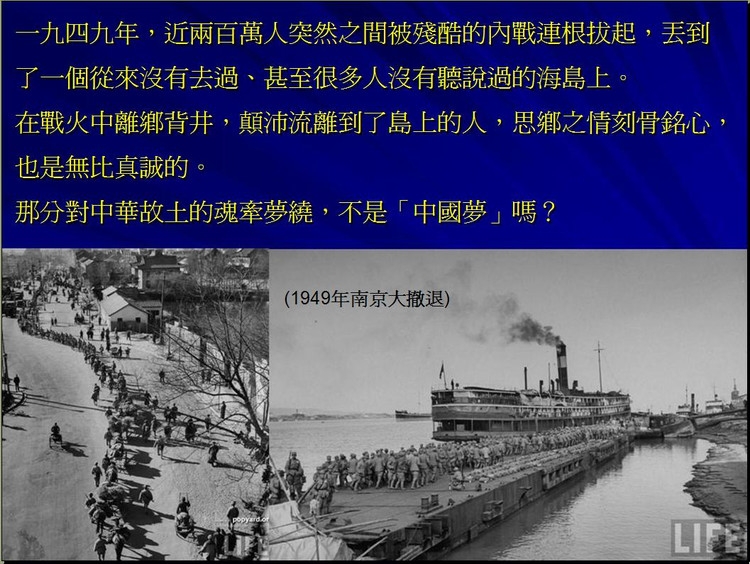 一九四九年，近兩百萬人突然之間被殘酷的內戰連根拔起，丟到
了一個從來沒有去過、甚至很多人沒有聽說過的海島上。
在戰火中離鄉背井，顛沛流離到了島上的人，思鄉之情刻骨銘心，
也是無比真誠的。
那分對中華故土的魂牽夢繞，不是「中國夢」嗎？
(1949年南京大撤退)
popyard.or
LIFE
LIFE